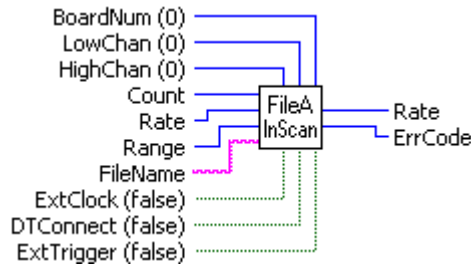 BoardNum (0)
LowChan (0)
HighChan (0)
Count
Rate
Range
FileName
ExtClock (false)
DTConnect (false)
ExtTrigger (false)
FileA
InScan
Rate
ErrCode